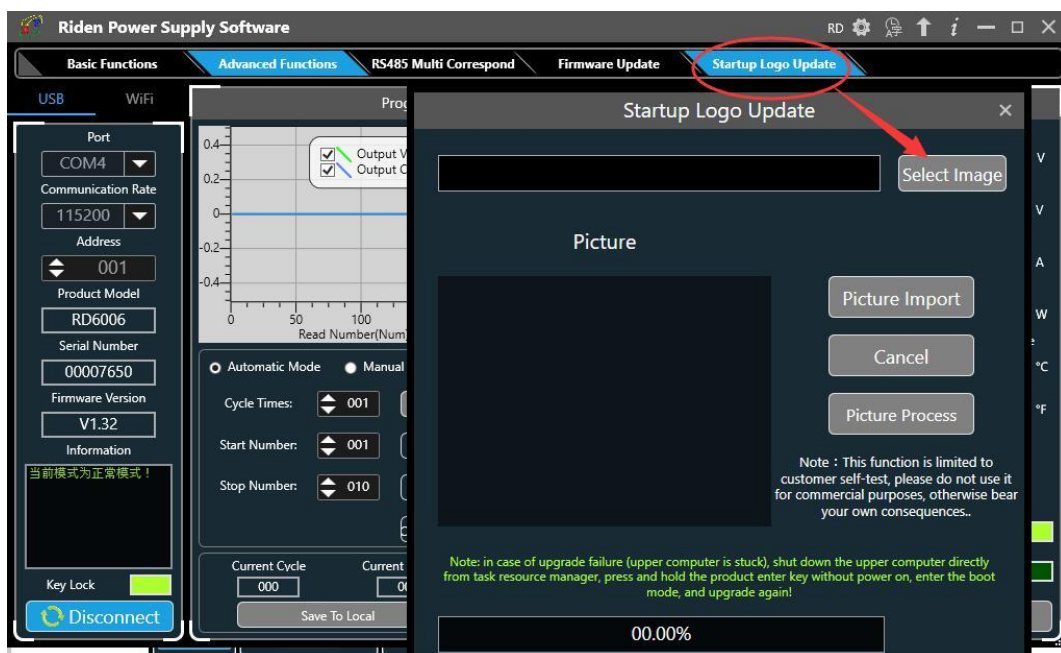 Riden Power Supply Software
RD
Basic Functions
Advanced Functions
RS485 Multi Correspond
Firmware Update
Startup Logo Update
USB
WiFi
Port
COM4
Communication Rate
115200
Address
001
Product Model
RD6006
Serial Number
00007650
Firmware Version
V1.32
Information
当前模式为正常模式！
Key Lock
Disconnect
0.4
0.2
0
-0.2
-0.4
Output V
Output C
0
50
100
Read Number(Num
Automatic Mode
Manual
Cycle Times:
001
Start Number:
001
Stop Number:
010
Current Cycle
Current
000
Save To Local
Startup Logo Update
Select Image
Picture
Picture Import
Cancel
Picture Process
Note：This function is limited to
customer self-test, please do not use it
for commercial purposes, otherwise bear
your own consequences..
Note: in case of upgrade failure (upper computer is stuck), shut down the upper computer directly
from task resource manager, press and hold the product enter key without power on, enter the boot
mode, and upgrade again!
00.00%
V
V
A
W
°C
°F